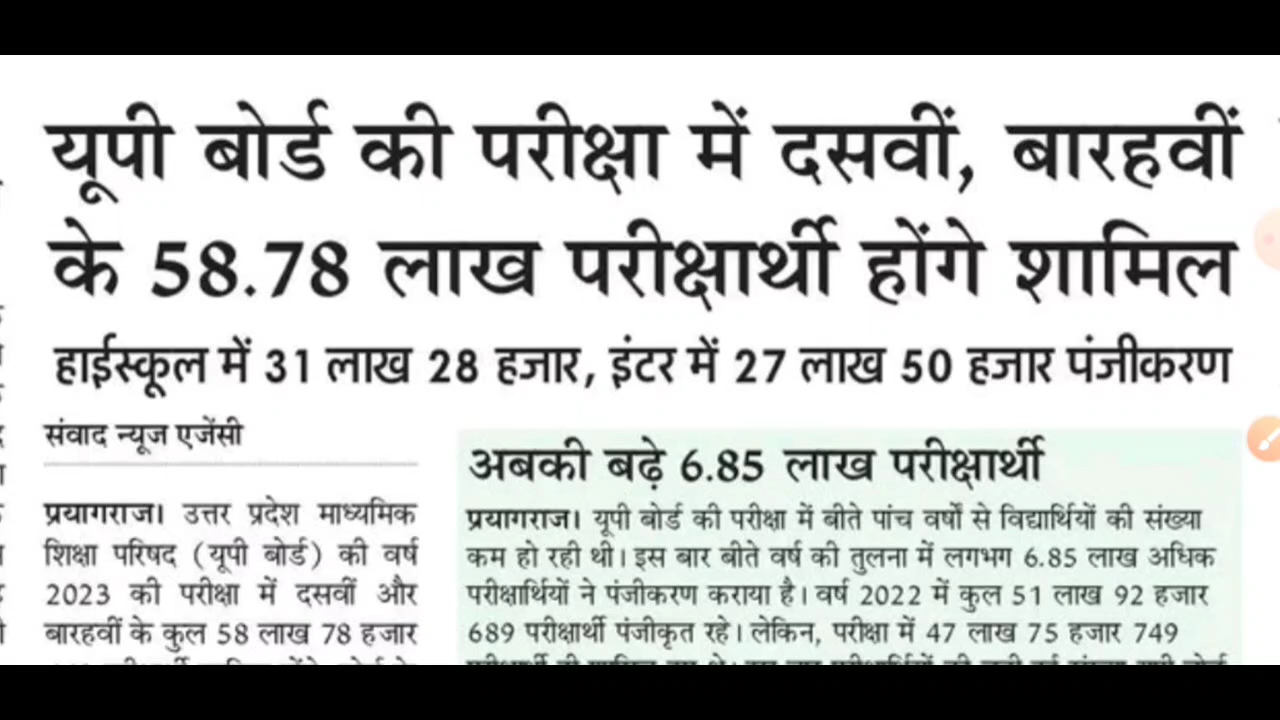 यूपी बोर्ड की परीक्षा में दसवीं, बारहवीं
के 58.78 लाख परीक्षार्थी होंगे शामिल
हाईस्कूल में 31 लाख 28 हजार, इंटर में 27 लाख 50 हजार पंजीकरण
संवाद न्यूज एजेंसी
प्रयागराज। उत्तर प्रदेश माध्यमिक
शिक्षा परिषद (यूपी बोर्ड) की वर्ष
2023 की परीक्षा में दसवीं और
बारहवीं के कुल 58 लाख 78 हजार
अबकी बढ़े 6.85 लाख परीक्षार्थी
प्रयागराज। यूपी बोर्ड की परीक्षा में बीते पांच वर्षों से विद्यार्थियों की संख्या
कम हो रही थी। इस बार बीते वर्ष की तुलना में लगभग 6.85 लाख अधिक
परीक्षार्थियों ने पंजीकरण कराया है। वर्ष 2022 में कुल 51 लाख 92 हजार
689 परीक्षार्थी पंजीकृत रहे। लेकिन, परीक्षा में 47 लाख 75 हजार 749